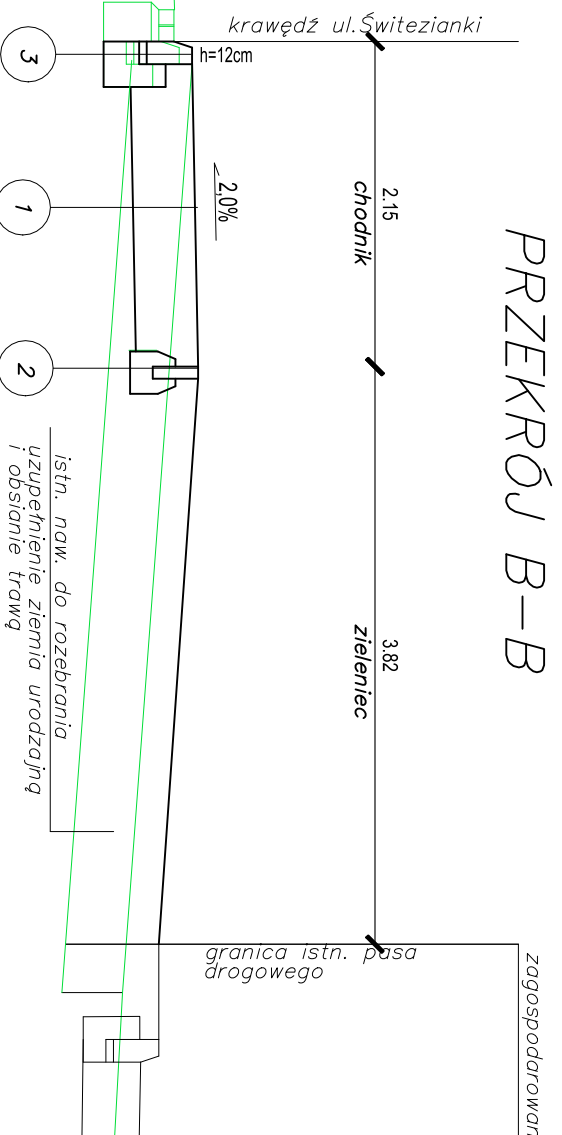 PRZEKRÓJ B-B
krawędź ul.Świtezianki
h=12cm
2,0%
2.15
chodnik
3.82
zieleniec
3
1
2
istn. naw. do rozebrania
uzupełnienie ziemia urodzajną
i obsianie trawą
granica istn. pasa
drogowego